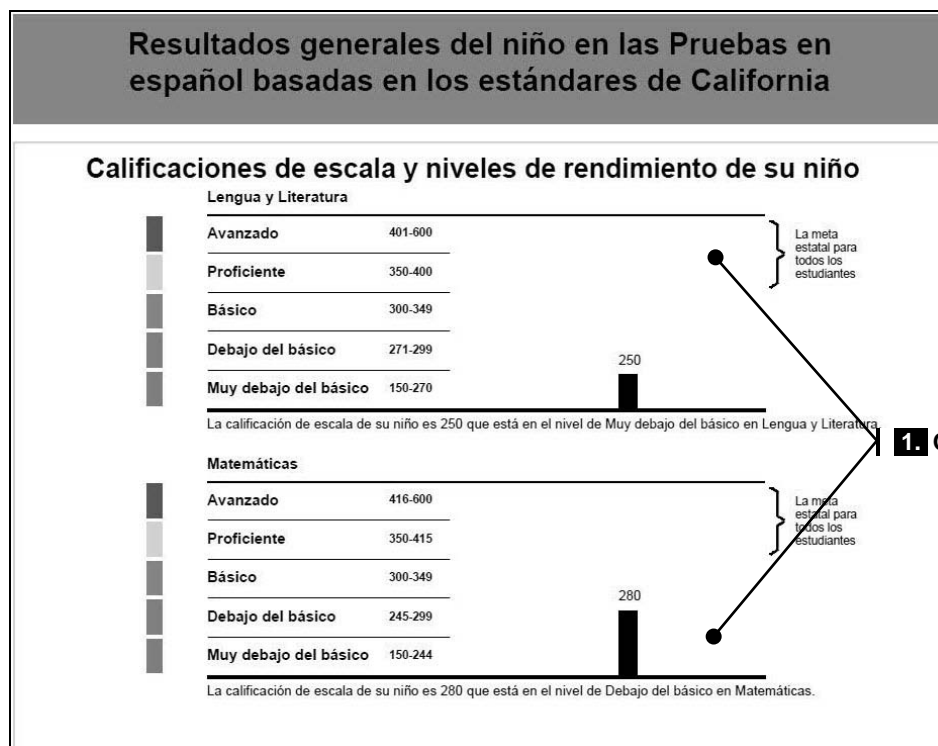 Resultados generales del niño en las Pruebas en
español basadas en los estándares de California
Calificaciones de escala y niveles de rendimiento de su niño
Lengua y Literatura
Avanzado 401-600
Proficiente 350-400
Básico 300-349
Debajo del básico 271-299
Muy debajo del básico 150-270
La meta
estatal para
todos los
estudiantes
250
La calificación de escala de su niño es 250 que está en el nivel de Muy debajo del básico en Lengua y Literatura.
1.
Matemáticas
Avanzado 416-600
Proficiente 350-415
Básico 300-349
Debajo del básico 245-299
Muy debajo del básico 150-244
La meta
estatal para
todos los
estudiantes
280
La calificación de escala de su niño es 280 que está en el nivel de Debajo del básico en Matemáticas.